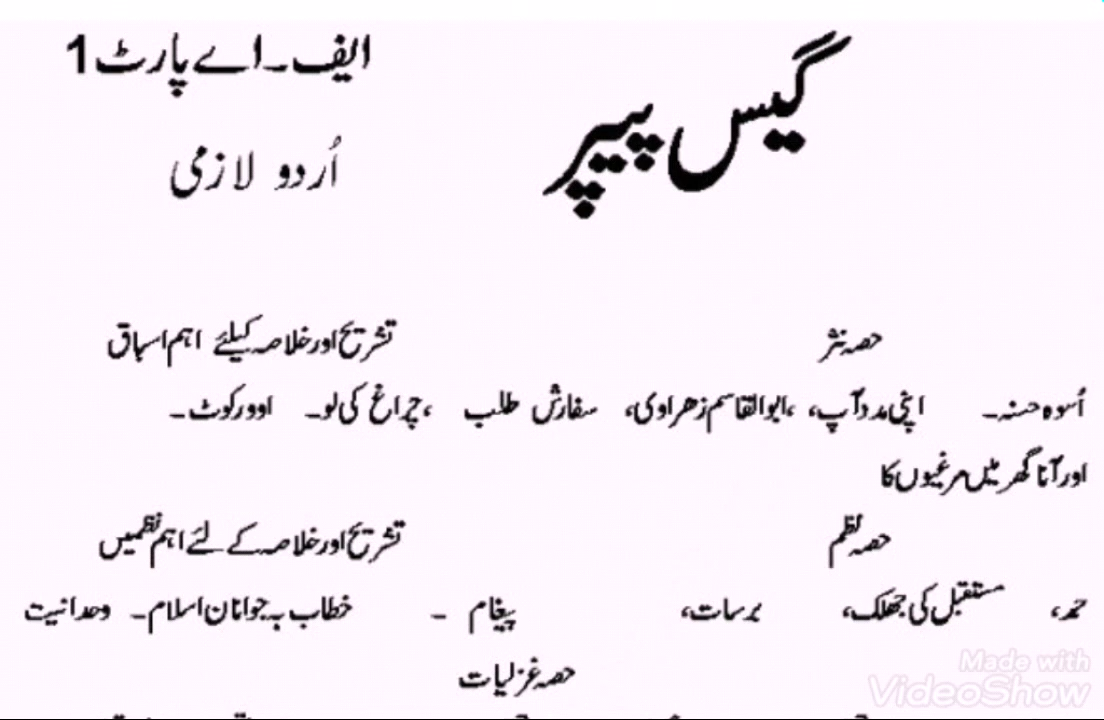 گیس پیپر
ایف۔اے پارٹ 1
اُردو لازمی
حصہ نثر تشریح اور خلاصہ کیلئے اہم اسباق
اُسوہ حسنہ۔ اپنی مدد آپ، ،ابوالقاسم زھراوی، سفارش طلب ،چراغ کی لو۔ اوورکوٹ۔
اور آنا گھر میں مرغیوں کا
حصہ نظم تشریح اور خلاصہ کے لئے اہم نظمیں
حمد، مستقبل کی جھلک، برسات، پیغام ۔ خطاب بہ جوانان اسلام۔ وحدانیت
حصہ غزلیات
Made with
VideoShow